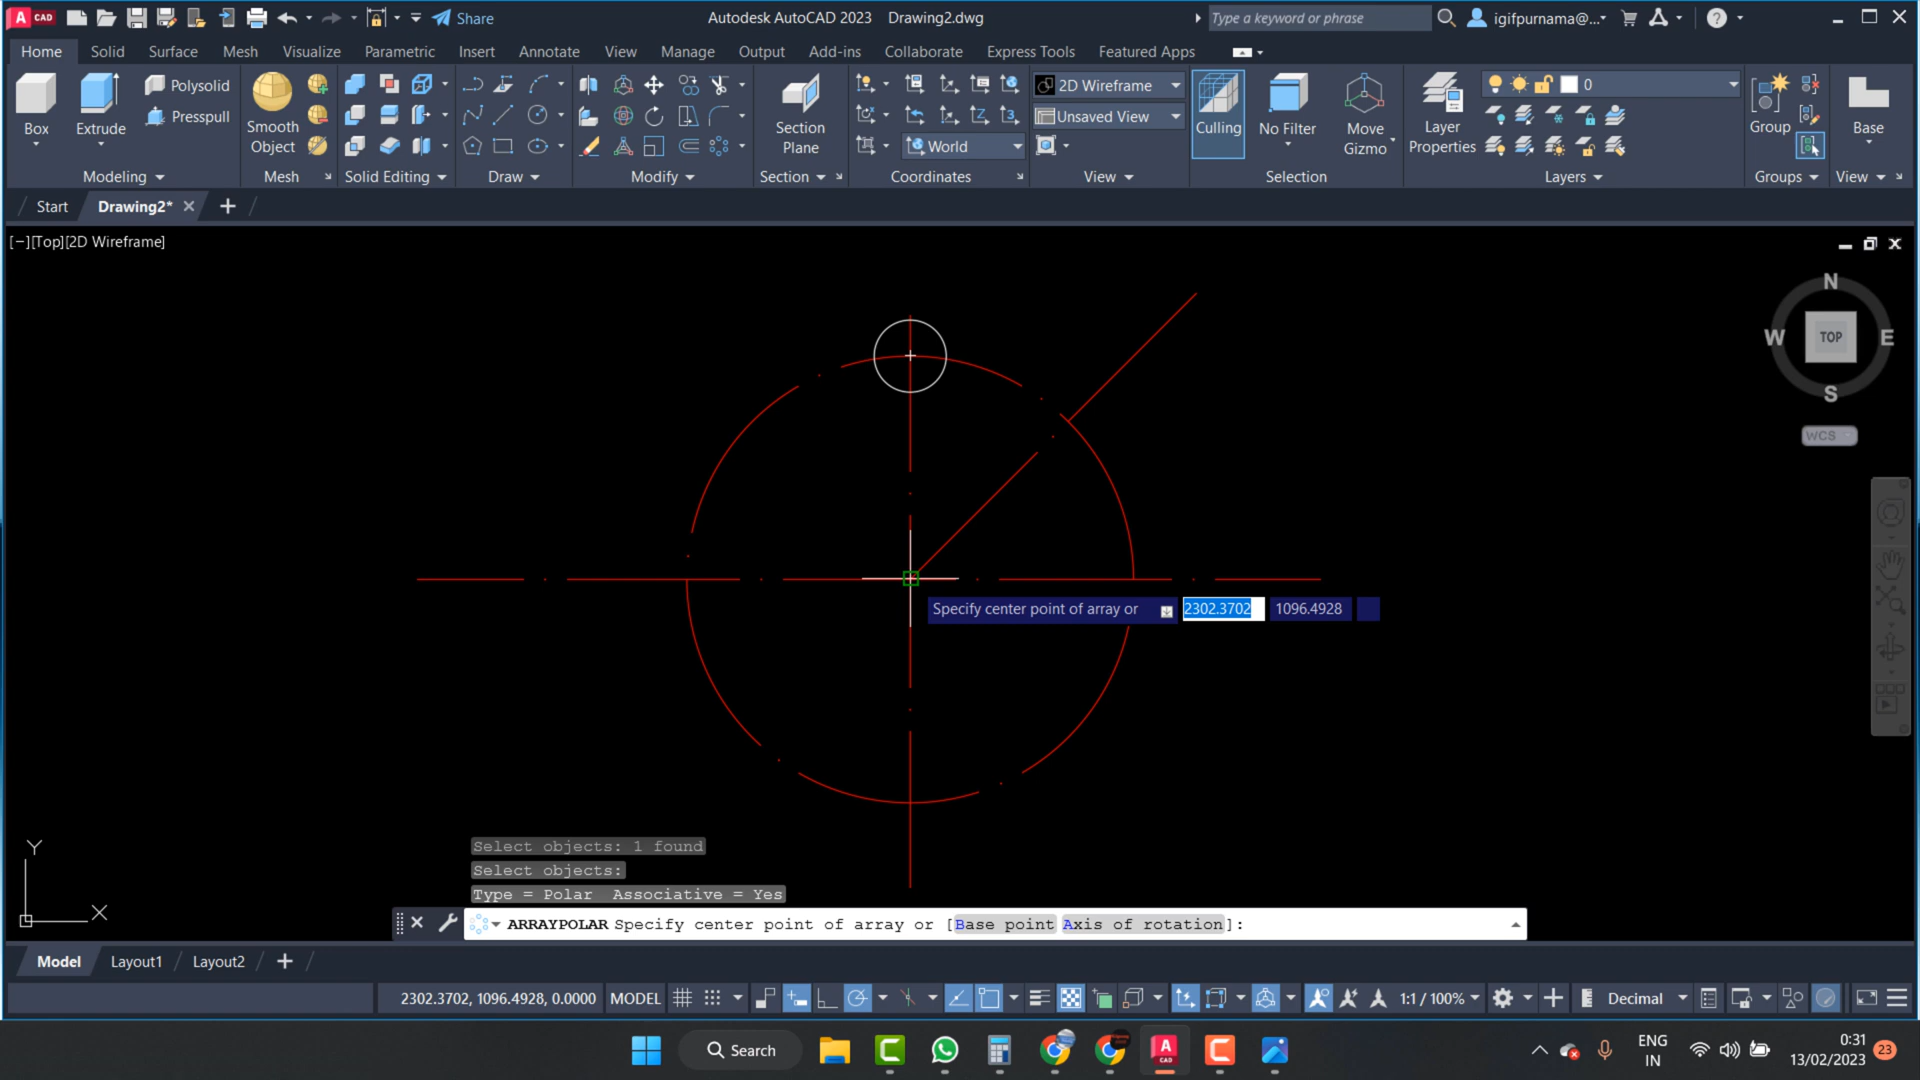 A CAD
Share
Autodesk AutoCAD 2023 Drawing2.dwg
Type a keyword or phrase
igifpurnama@...
Home Solid Surface Mesh Visualize Parametric Insert Annotate View Manage Output Add-ins Collaborate Express Tools Featured Apps
Box
Extrude
Polysolid
Presspull
Smooth
Object
Section
Plane
World
2D Wireframe
Unsaved View
Culling
No Filter
Move
Gizmo
Layer
Properties
0
Group
Base
Modeling Mesh Solid Editing Draw Modify Section Coordinates View Selection Layers Groups View
Start Drawing2*
[−][Top][2D Wireframe]
N
W TOP E
S
WCS
Specify center point of array or 2302.3702 1096.4928
Y
X
Select objects: 1 found
Select objects:
Type = Polar Associative = Yes
ARRAYPOLAR Specify center point of array or [Base point Axis of rotation]:
Model Layout1 Layout2
2302.3702, 1096.4928, 0.0000 MODEL 1:1 / 100% Decimal
Search
A CAD
ENG
IN
0:31
13/02/2023
23